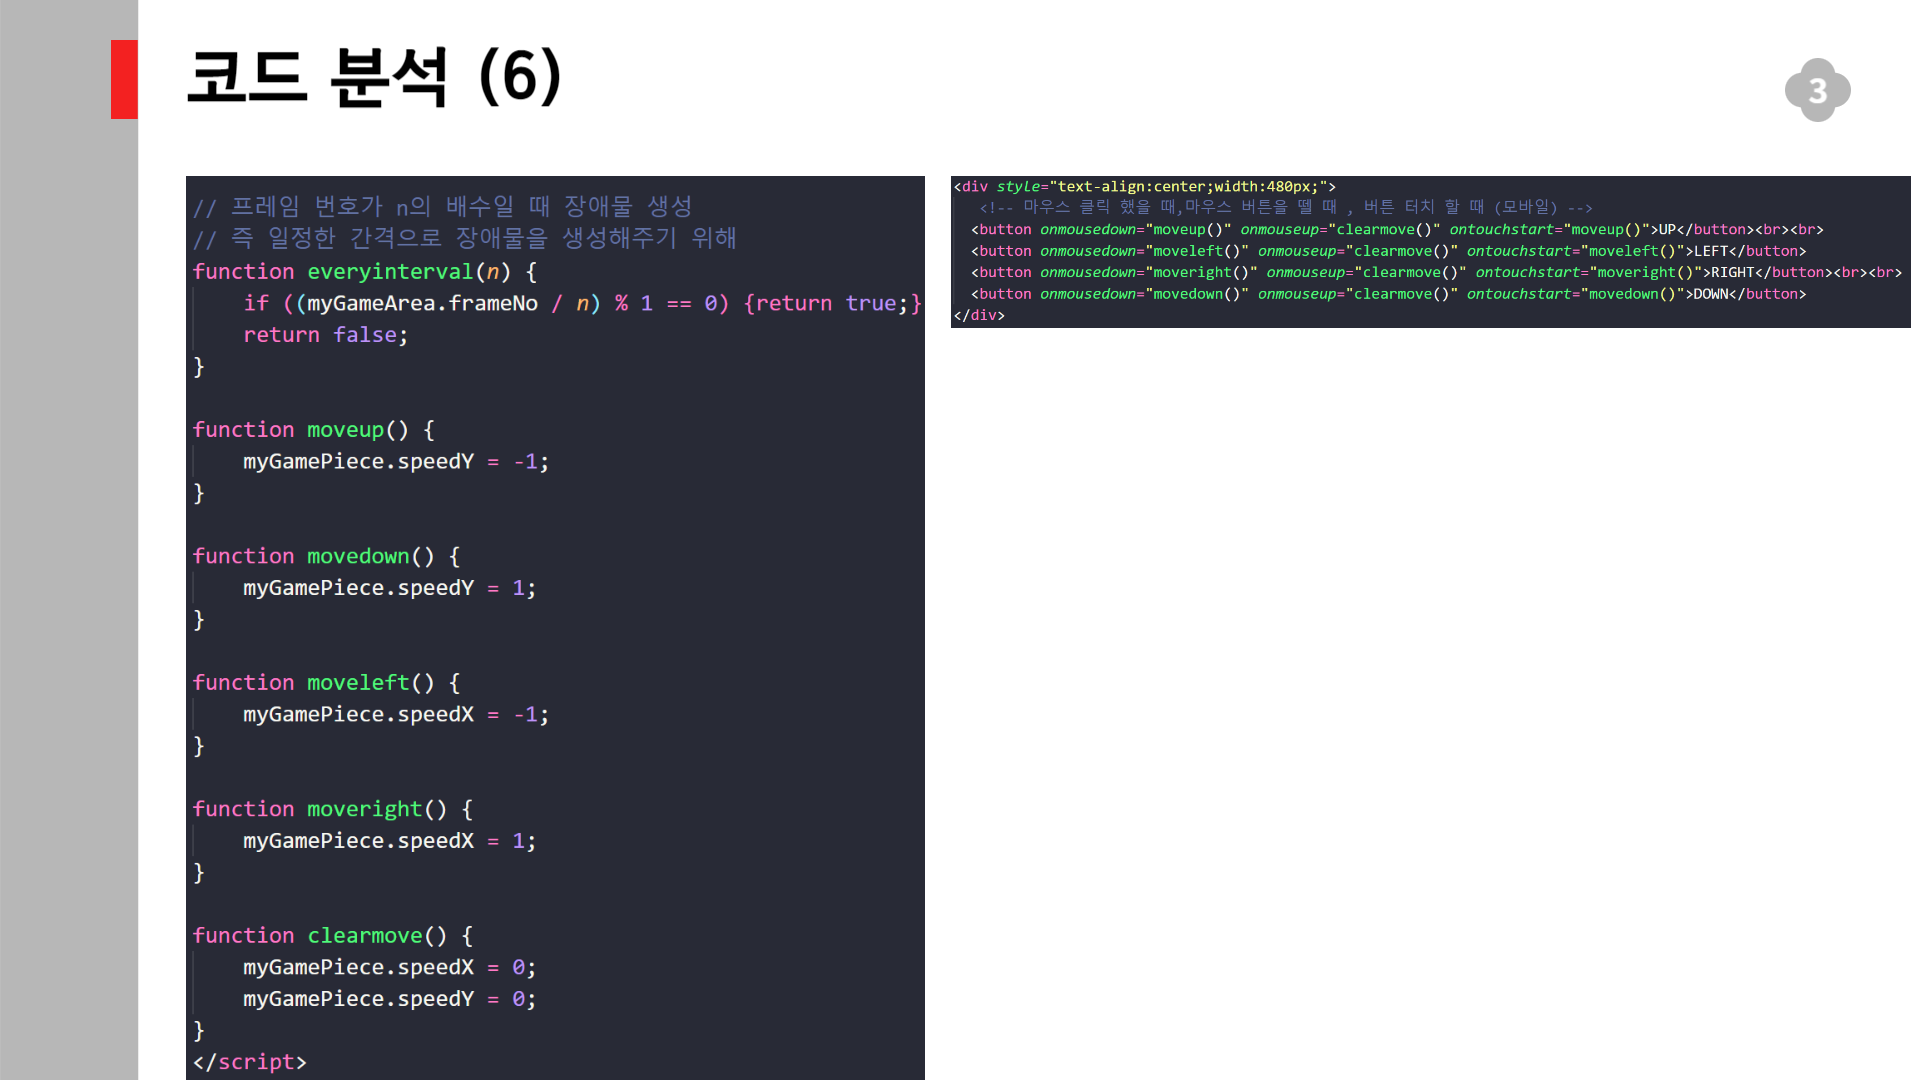 코드 분석 (6)
3
// 프레임 번호가 n의 배수일 때 장애물 생성
// 즉 일정한 간격으로 장애물을 생성해주기 위해
function everyinterval(n) {
    if ((myGameArea.frameNo / n) % 1 == 0) {return true;}
    return false;
}

function moveup() {
    myGamePiece.speedY = -1;
}

function movedown() {
    myGamePiece.speedY = 1;
}

function moveleft() {
    myGamePiece.speedX = -1;
}

function moveright() {
    myGamePiece.speedX = 1;
}

function clearmove() {
    myGamePiece.speedX = 0;
    myGamePiece.speedY = 0;
}
</script>
<div style="text-align:center;width:480px;">
   <!-- 마우스 클릭 했을 때,마우스 버튼을 뗄 때 , 버튼 터치 할 때 (모바일) -->
  <button onmousedown="moveup()" onmouseup="clearmove()" ontouchstart="moveup()">UP</button><br><br>
  <button onmousedown="moveleft()" onmouseup="clearmove()" ontouchstart="moveleft()">LEFT</button>
  <button onmousedown="moveright()" onmouseup="clearmove()" ontouchstart="moveright()">RIGHT</button><br><br>
  <button onmousedown="movedown()" onmouseup="clearmove()" ontouchstart="movedown()">DOWN</button>
</div>